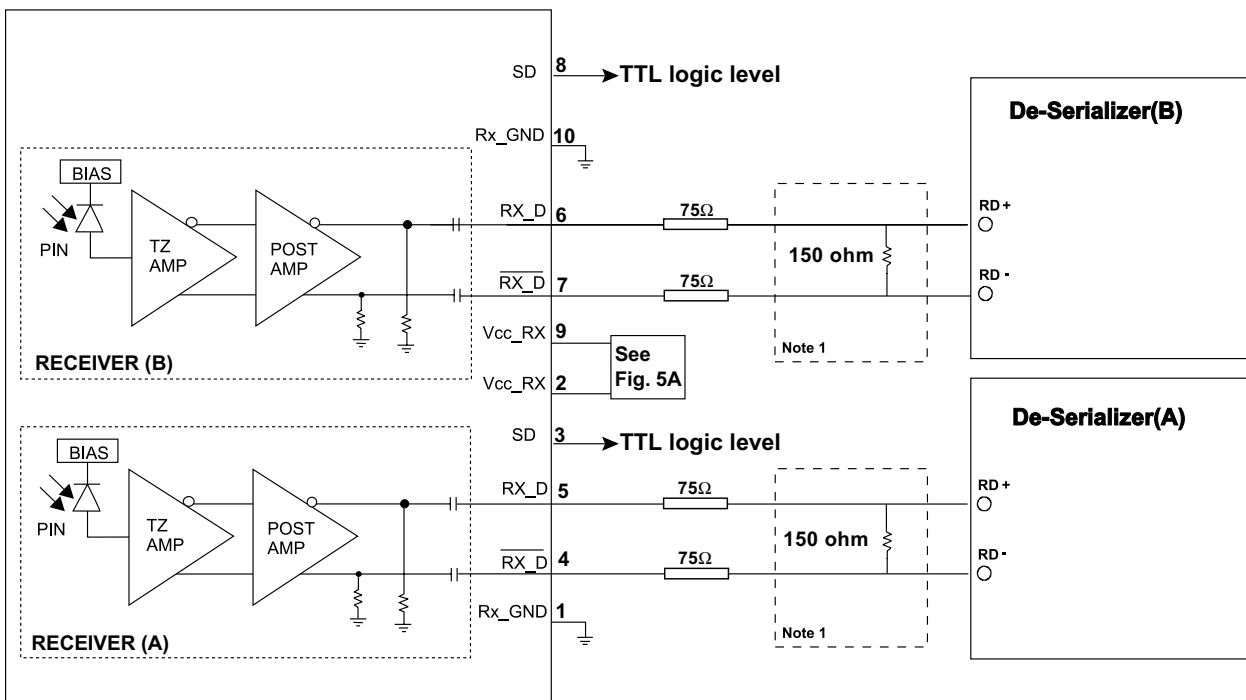 SD 8 TTL logic level
De-Serializer(B)
Rx_GND 10
BIAS
PIN
TZ AMP
POST AMP
RX_D 6 75Ω
RD +
150 ohm
RX_D 7 75Ω
RD -
Vcc_RX 9
See
Fig. 5A
Note 1
RECEIVER (B)
Vcc_RX 2
De-Serializer(A)
SD 3 TTL logic level
BIAS
PIN
TZ AMP
POST AMP
RX_D 5 75Ω
RD +
150 ohm
RX_D 4 75Ω
RD -
Rx_GND 1
Note 1
RECEIVER (A)